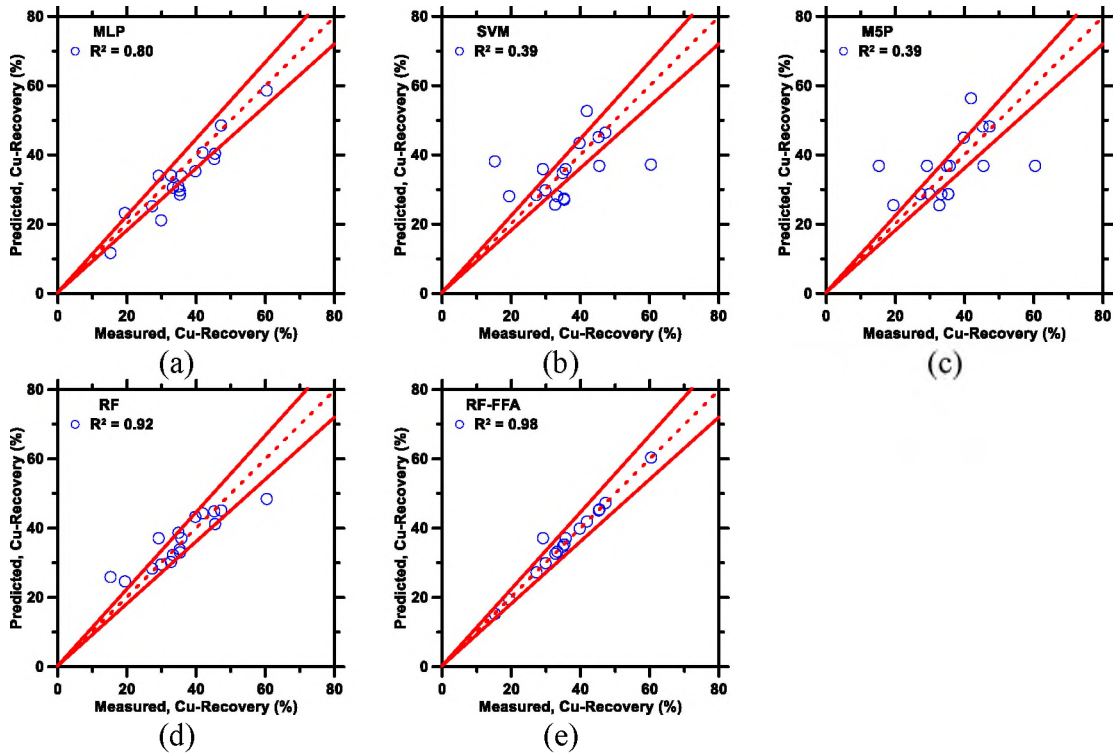 MLP
R² = 0.80
80
60
40
20
0
Predicted, Cu-Recovery (%)
0 20 40 60 80
Measured, Cu-Recovery (%)
(a)
SVM
R² = 0.39
80
60
40
20
0
Predicted, Cu-Recovery (%)
0 20 40 60 80
Measured, Cu-Recovery (%)
(b)
M5P
R² = 0.39
80
60
40
20
0
Predicted, Cu-Recovery (%)
0 20 40 60 80
Measured, Cu-Recovery (%)
(c)
RF
R² = 0.92
80
60
40
20
0
Predicted, Cu-Recovery (%)
0 20 40 60 80
Measured, Cu-Recovery (%)
(d)
RF-FFA
R² = 0.98
80
60
40
20
0
Predicted, Cu-Recovery (%)
0 20 40 60 80
Measured, Cu-Recovery (%)
(e)